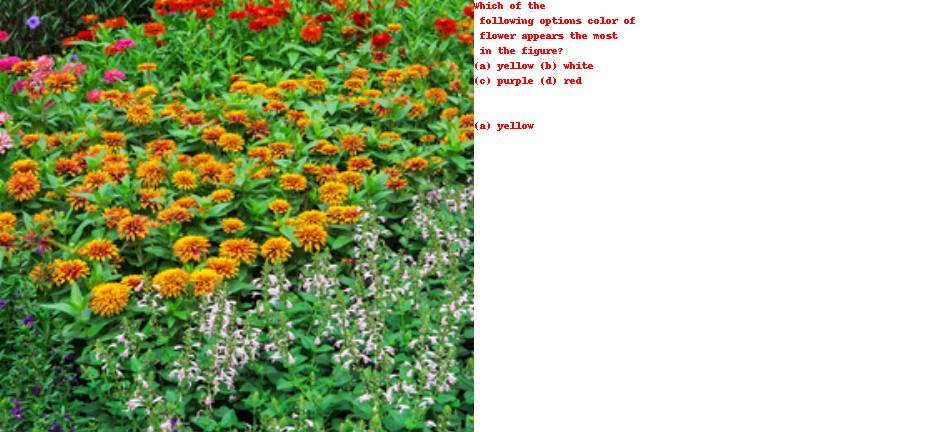 Which of the
following options color of
flower appears the most
in the figure?
(a) yellow (b) white
(c) purple (d) red
(a) yellow